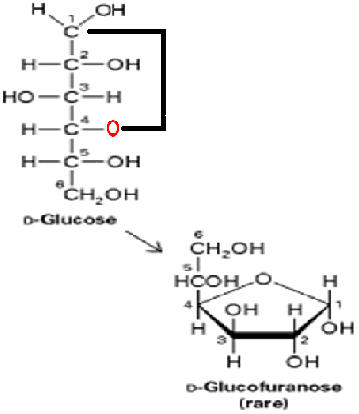 1
H OH
C
2
H C OH
3
HO C H
4
H C O
5
H C OH
6
CH₂OH
D-Glucose
6
CH₂OH
5
HCOH O H
4 OH H 1
H 3 2 OH
H OH
D-Glucofuranose
(rare)